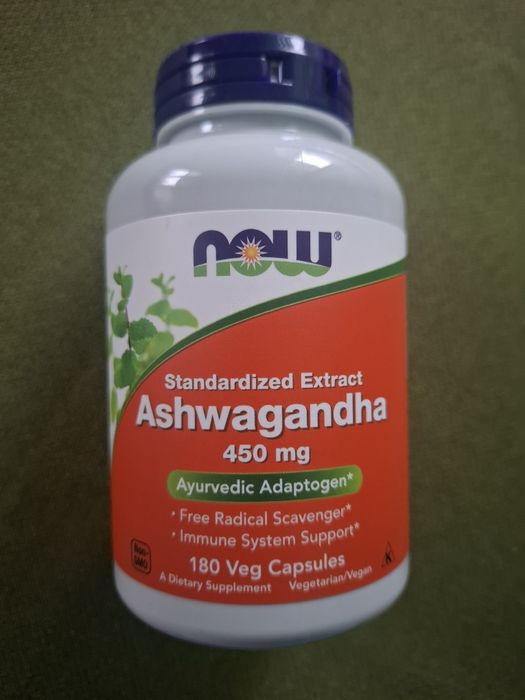 NOW®
Standardized Extract
Ashwagandha
450 mg
Ayurvedic Adaptogen*
• Free Radical Scavenger*
• Immune System Support*
Non-
GMO
180 Veg Capsules
A Dietary Supplement Vegetarian/Vegan
K